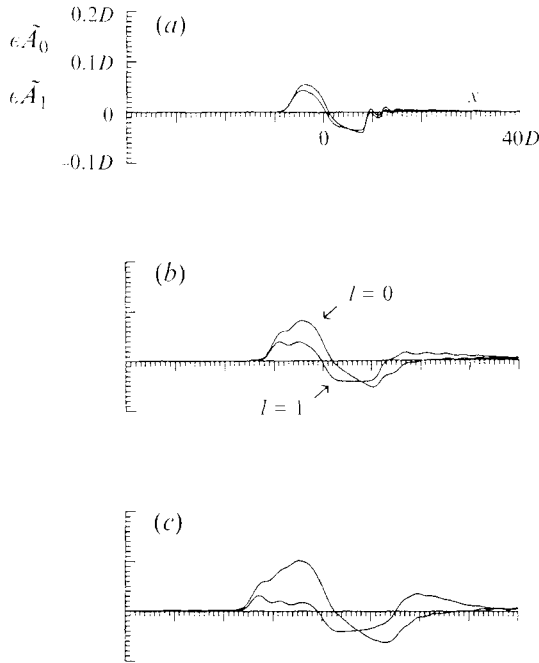 0.2D
(a)
ϵÃ₀
0.1D
ϵÃ₁
0
x
-0.1D
0
40D
(b)
l = 0
l = 1
(c)